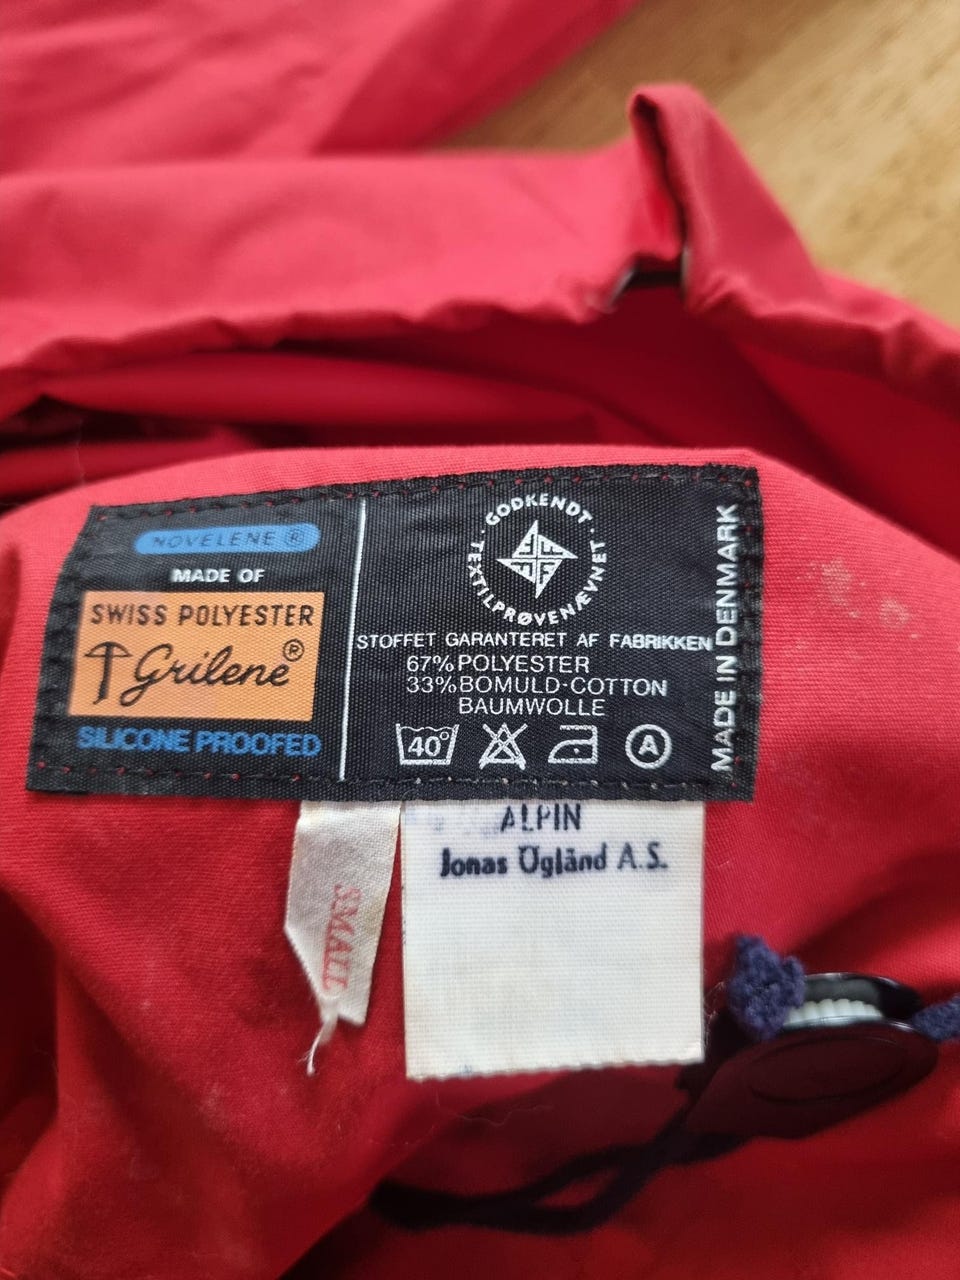 NOVELENE ®
MADE OF
SWISS POLYESTER
Grilene®
SILICONE PROOFED
GODKENDT · TEXTILPRØVENÆVNET ·
STOFFET GARANTERET AF FABRIKKEN
67% POLYESTER
33% BOMULD-COTTON
BAUMWOLLE
40°
A
MADE IN DENMARK
SMALL
ALPIN
Jonas Ögländ A.S.